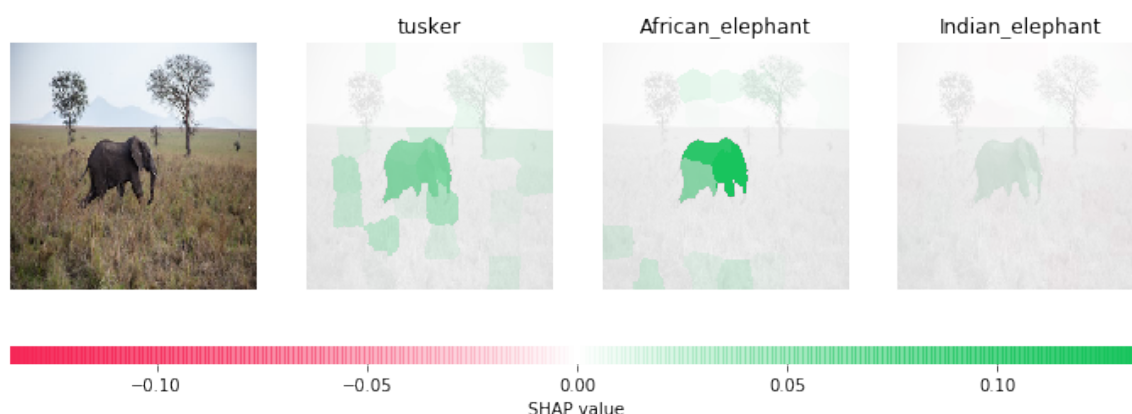 tusker
African_elephant
Indian_elephant
−0.10
−0.05
0.00
0.05
0.10
SHAP value